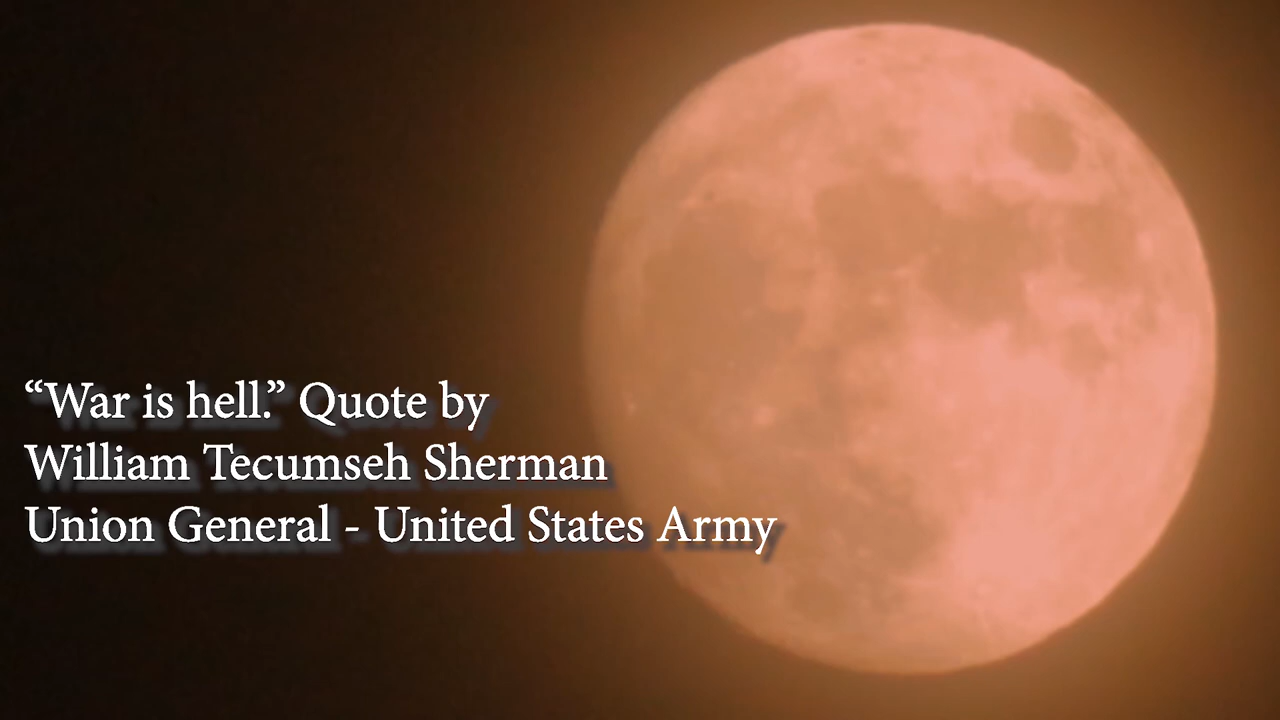 “War is hell.” Quote by
William Tecumseh Sherman
Union General - United States Army